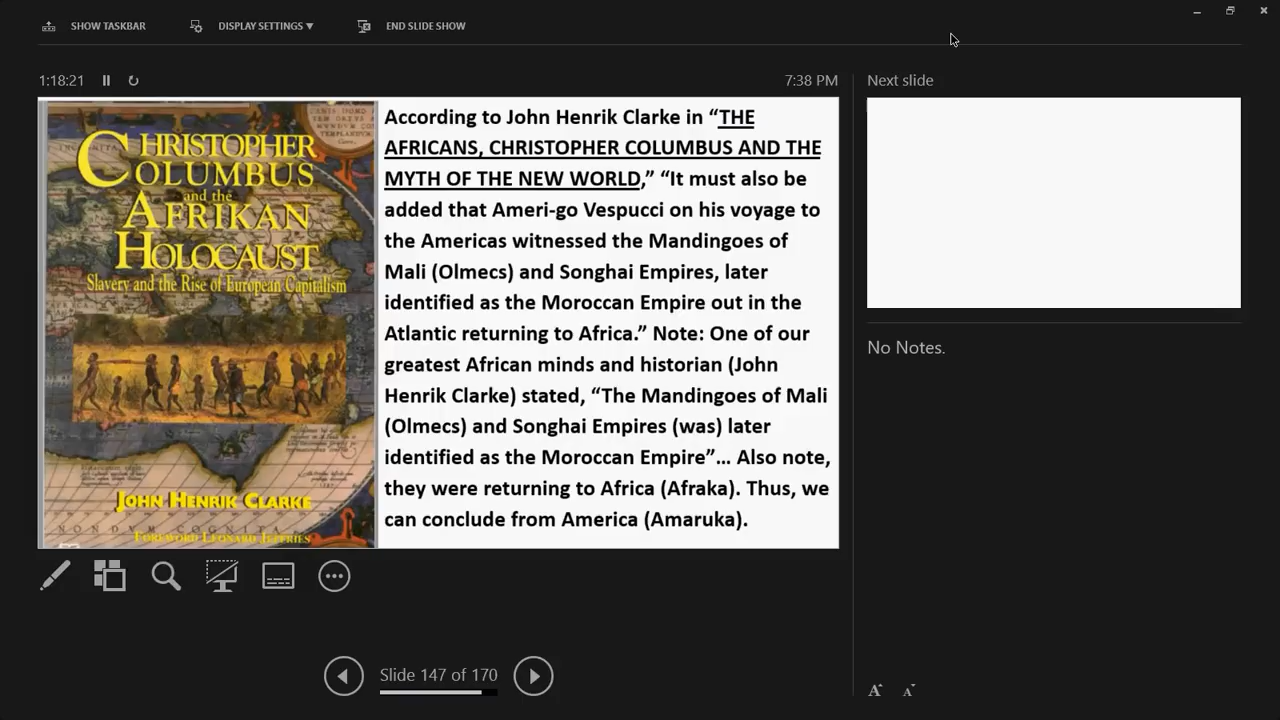 SHOW TASKBAR
DISPLAY SETTINGS ▼
END SLIDE SHOW
1:18:21
7:38 PM
Next slide
CHRISTOPHER
COLUMBUS
and the
AFRIKAN
HOLOCAUST
Slavery and the Rise of European Capitalism
JOHN HENRIK CLARKE
NONDVM COGNITA
FOREWORD LEONARD JEFFRIES
According to John Henrik Clarke in “THE
AFRICANS, CHRISTOPHER COLUMBUS AND THE
MYTH OF THE NEW WORLD,” “It must also be
added that Ameri-go Vespucci on his voyage to
the Americas witnessed the Mandingoes of
Mali (Olmecs) and Songhai Empires, later
identified as the Moroccan Empire out in the
Atlantic returning to Africa.” Note: One of our
greatest African minds and historian (John
Henrik Clarke) stated, “The Mandingoes of Mali
(Olmecs) and Songhai Empires (was) later
identified as the Moroccan Empire”... Also note,
they were returning to Africa (Afraka). Thus, we
can conclude from America (Amaruka).
No Notes.
Slide 147 of 170
A A